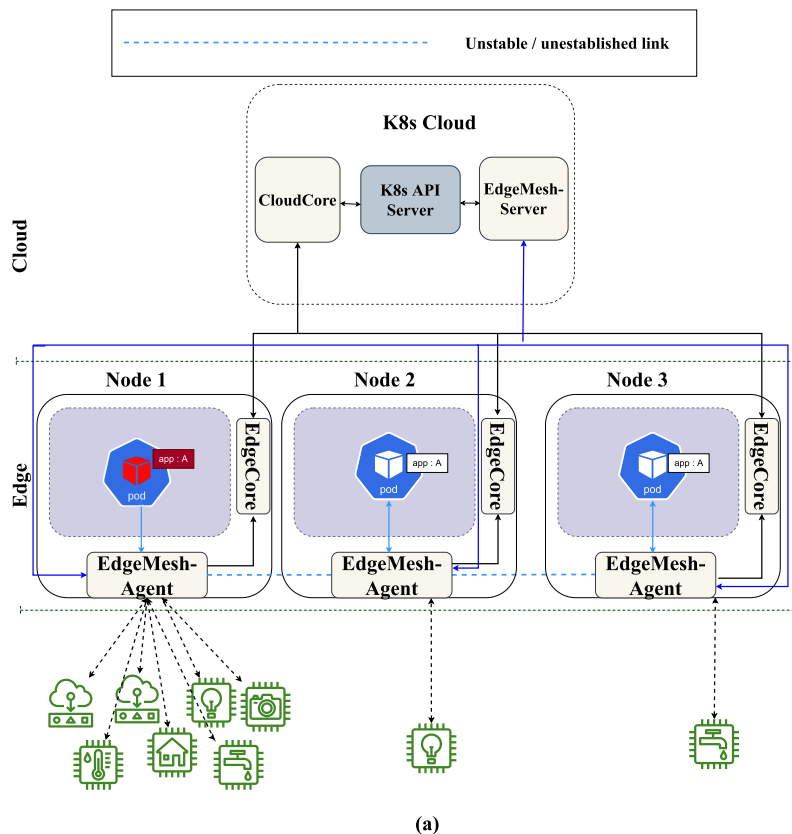 Unstable / unestablished link
K8s Cloud
CloudCore
K8s API
Server
EdgeMesh-
Server
Cloud
Node 1
Node 2
Node 3
Edge
app : A
pod
EdgeCore
app : A
pod
EdgeCore
app : A
pod
EdgeCore
EdgeMesh-
Agent
EdgeMesh-
Agent
EdgeMesh-
Agent
(a)